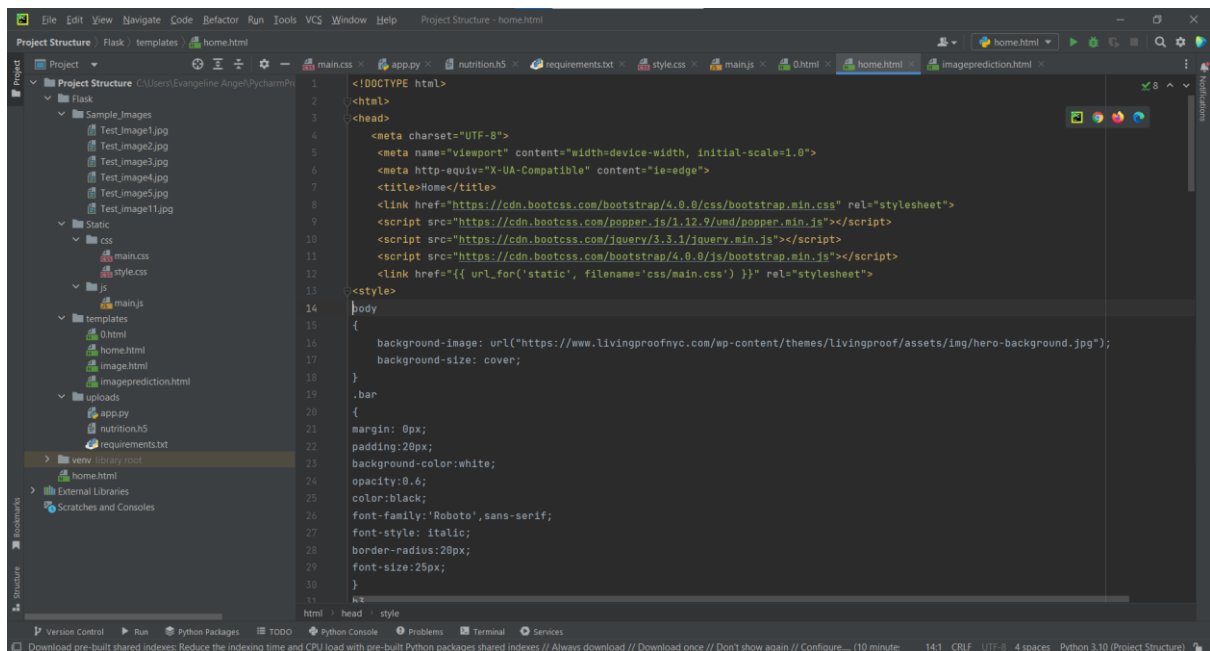 File Edit View Navigate Code Refactor Run Tools VCS Window Help Project Structure - home.html
Project Structure Flask templates home.html
home.html
Project
main.css app.py nutrition.h5 requirements.txt style.css main.js 0.html home.html imageprediction.html
Project
Notifications
Project Structure C:\Users\Evangeline Angel\PycharmPr
Flask
Sample_Images
Test_Image1.jpg
Test_image2.jpg
Test_image3.jpg
Test_image4.jpg
Test_image5.jpg
Test_image11.jpg
Static
css
main.css
style.css
js
main.js
templates
0.html
home.html
image.html
imageprediction.html
uploads
app.py
nutrition.h5
requirements.txt
venv library root
home.html
External Libraries
Scratches and Consoles
Bookmarks
Structure
8
1 <!DOCTYPE html>
2 <html>
3 <head>
4 <meta charset="UTF-8">
5 <meta name="viewport" content="width=device-width, initial-scale=1.0">
6 <meta http-equiv="X-UA-Compatible" content="ie=edge">
7 <title>Home</title>
8 <link href="https://cdn.bootcss.com/bootstrap/4.0.0/css/bootstrap.min.css" rel="stylesheet">
9 <script src="https://cdn.bootcss.com/popper.js/1.12.9/umd/popper.min.js"></script>
10 <script src="https://cdn.bootcss.com/jquery/3.3.1/jquery.min.js"></script>
11 <script src="https://cdn.bootcss.com/bootstrap/4.0.0/js/bootstrap.min.js"></script>
12 <link href="{{ url_for('static', filename='css/main.css') }}" rel="stylesheet">
13 <style>
14 body
15 {
16 background-image: url("https://www.livingproofnyc.com/wp-content/themes/livingproof/assets/img/hero-background.jpg");
17 background-size: cover;
18 }
19 .bar
20 {
21 margin: 0px;
22 padding:20px;
23 background-color:white;
24 opacity:0.6;
25 color:black;
26 font-family:'Roboto',sans-serif;
27 font-style: italic;
28 border-radius:20px;
29 font-size:25px;
30 }
31 h3
html head style
Version Control Run Python Packages TODO Python Console Problems Terminal Services
Download pre-built shared indexes: Reduce the indexing time and CPU load with pre-built Python packages shared indexes // Always download // Download once // Don't show again // Configure... (10 minute 14:1 CRLF UTF-8 4 spaces Python 3.10 (Project Structure)